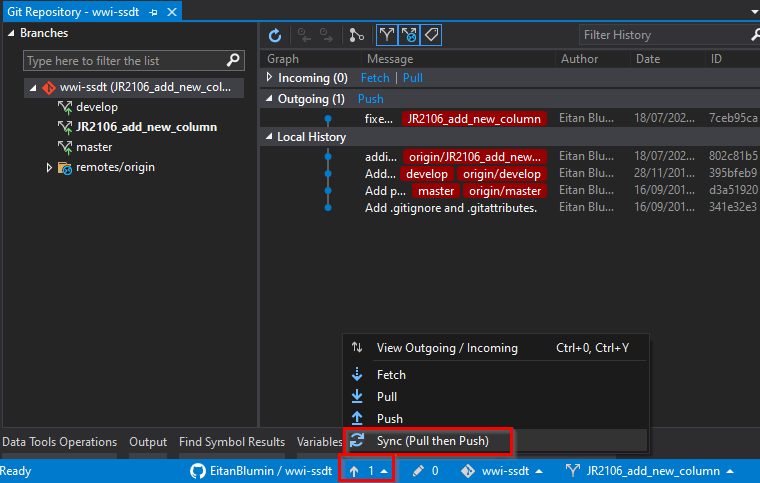 Git Repository - wwi-ssdt
Branches
Type here to filter the list
wwi-ssdt (JR2106_add_new_col...
develop
JR2106_add_new_column
master
remotes/origin
Filter History
Graph Message Author Date ID
Incoming (0) Fetch | Pull
Outgoing (1) Push
fixe... JR2106_add_new_column Eitan Blu... 18/07/202... 7ceb95ca
Local History
addi... origin/JR2106_add_new... Eitan Blu... 18/07/202... 802c81b5
Add... develop origin/develop Eitan Blu... 28/11/201... 395bfeb9
Add p... master origin/master Eitan Blu... 16/09/201... d3a51920
Add .gitignore and .gitattributes. Eitan Blu... 16/09/201... 341e32e3
View Outgoing / Incoming Ctrl+0, Ctrl+Y
Fetch
Pull
Push
Sync (Pull then Push)
Data Tools Operations Output Find Symbol Results Variables
Ready EitanBlumin / wwi-ssdt 1 0 wwi-ssdt JR2106_add_new_column